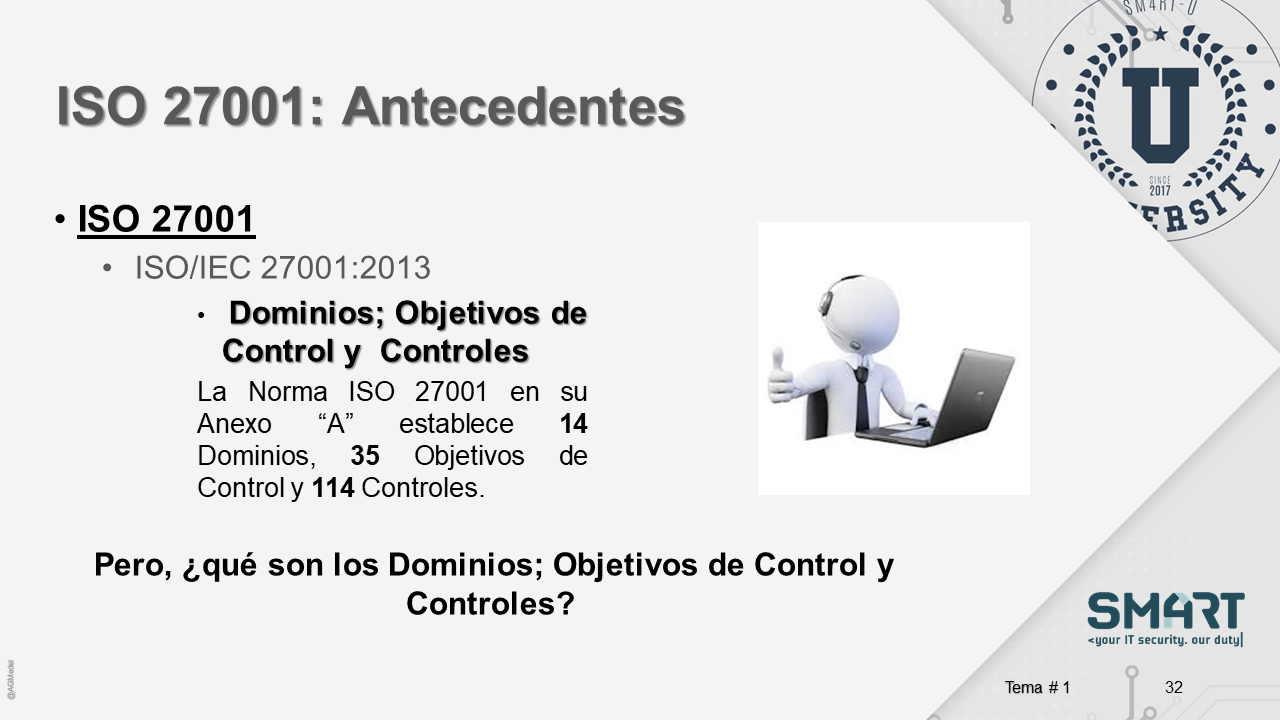 SM4RT-U
ISO 27001: Antecedentes
U
SINCE
2017
ERSITY
• ISO 27001
• ISO/IEC 27001:2013
• Dominios; Objetivos de
Control y Controles
La Norma ISO 27001 en su
Anexo “A” establece 14
Dominios, 35 Objetivos de
Control y 114 Controles.
Pero, ¿qué son los Dominios; Objetivos de Control y
Controles?
SMART
<your IT security. our duty|
@AGMedel
Tema # 1
32